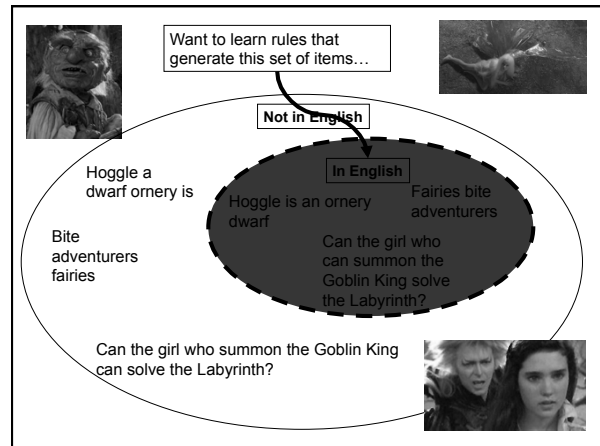 Want to learn rules that
generate this set of items…
Not in English
In English
Hoggle a
dwarf ornery is
Hoggle is an ornery
dwarf
Fairies bite
adventurers
Bite
adventurers
fairies
Can the girl who
can summon the
Goblin King solve
the Labyrinth?
Can the girl who summon the Goblin King
can solve the Labyrinth?